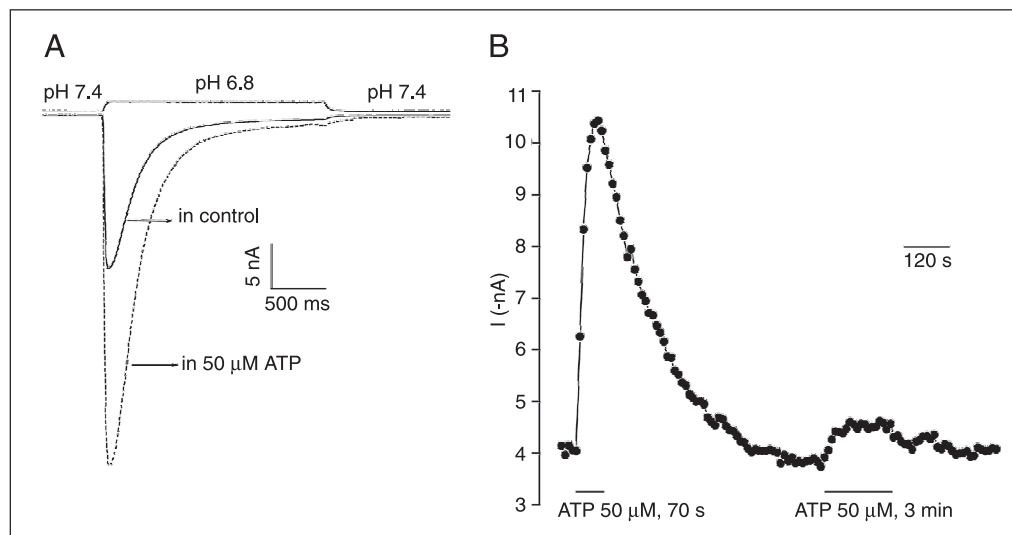 A
pH 7.4
pH 6.8
pH 7.4
in control
5 nA
500 ms
in 50 μM ATP
B
11
10
9
8
7
6
5
4
3
I (-nA)
120 s
ATP 50 μM, 70 s
ATP 50 μM, 3 min